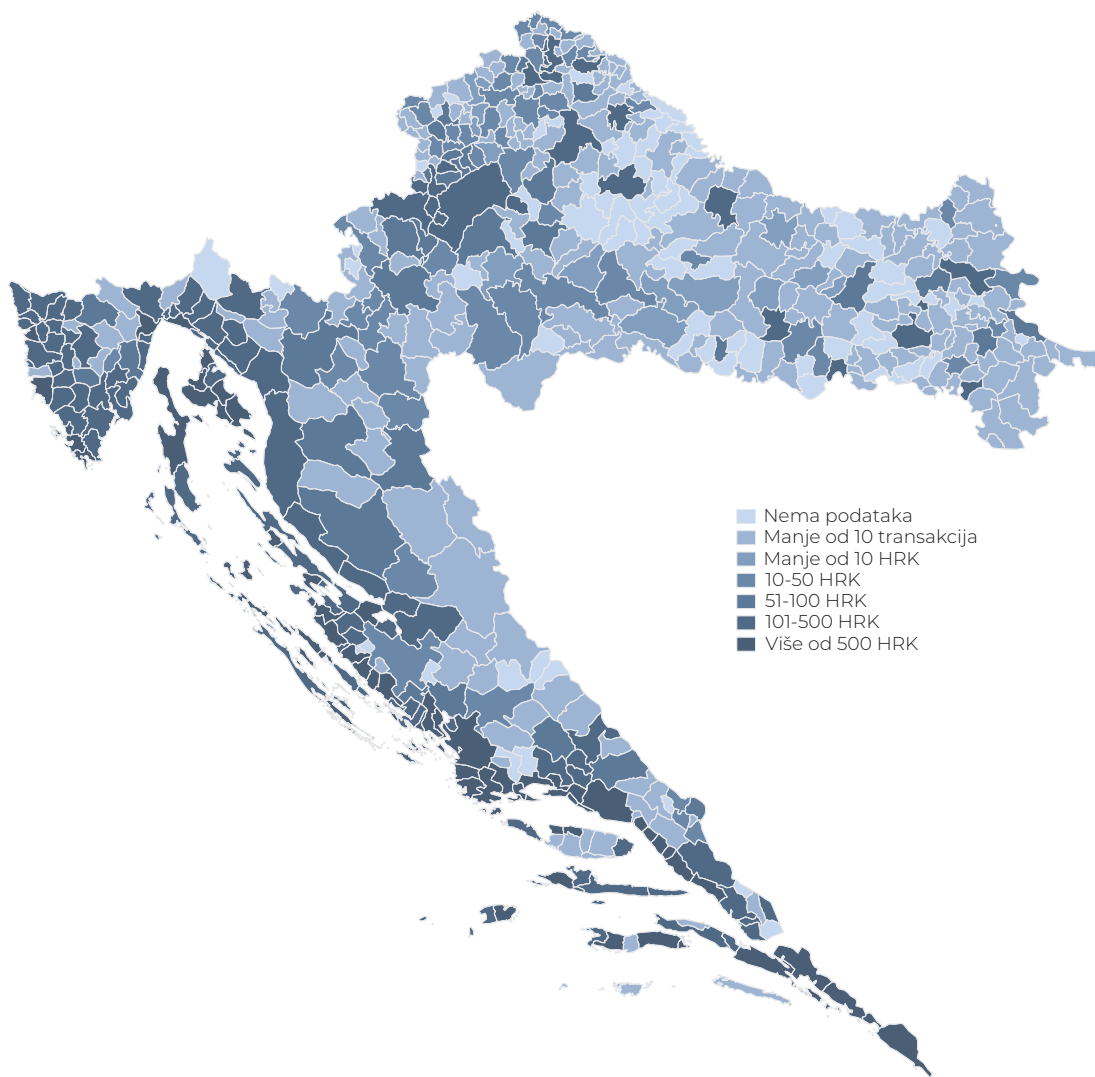 Nema podataka
Manje od 10 transakcija
Manje od 10 HRK
10-50 HRK
51-100 HRK
101-500 HRK
Više od 500 HRK